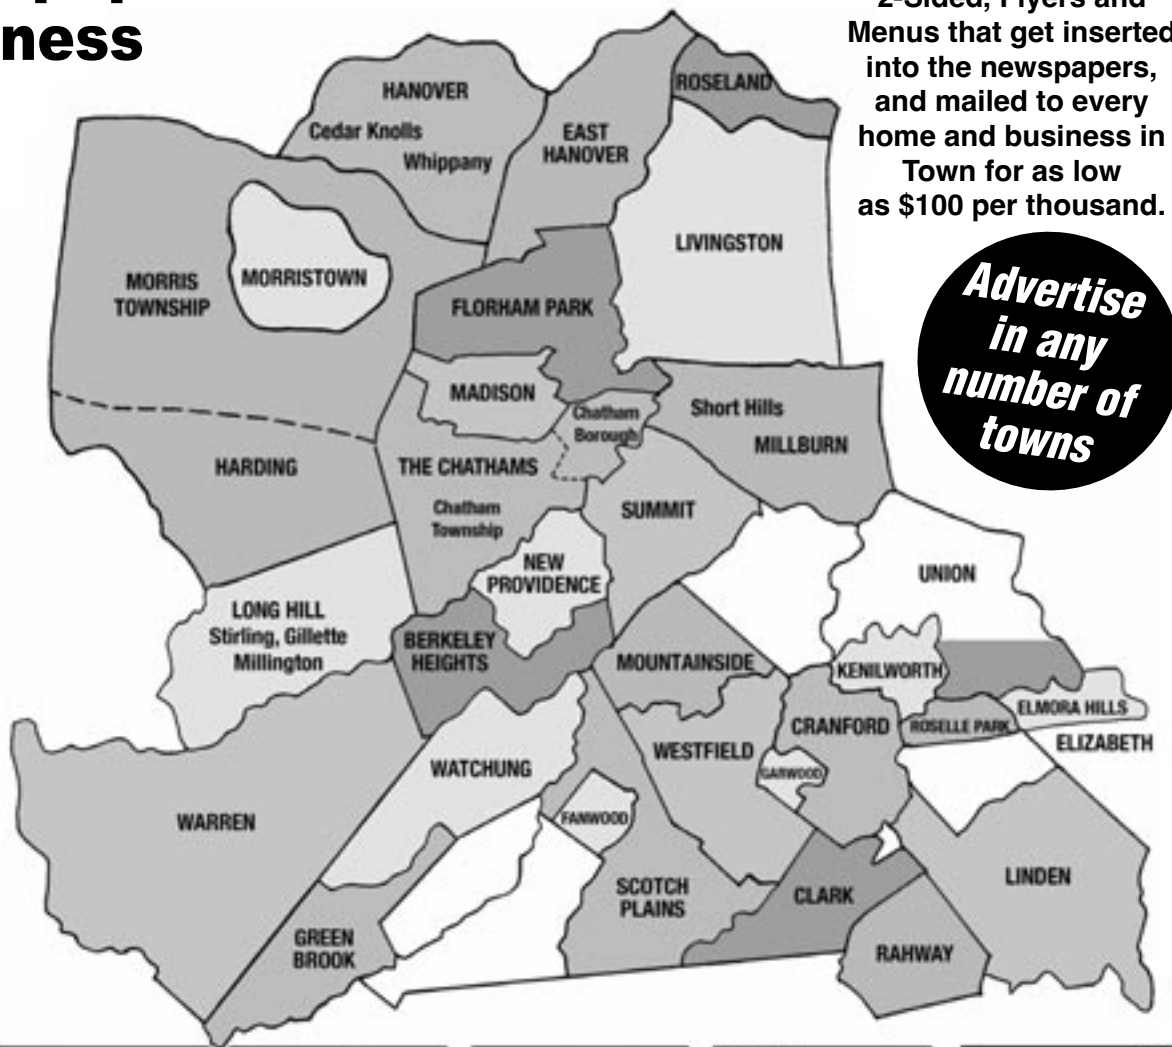 ness
2-Sided, Flyers and
Menus that get inserted
into the newspapers,
and mailed to every
home and business in
Town for as low
as $100 per thousand.
Advertise
in any
number of
towns
HANOVER
Cedar Knolls
Whippany
EAST
HANOVER
ROSELAND
LIVINGSTON
MORRIS
TOWNSHIP
MORRISTOWN
FLORHAM PARK
MADISON
Chatham
Borough
Short Hills
MILLBURN
HARDING
THE CHATHAMS
Chatham
Township
SUMMIT
NEW
PROVIDENCE
UNION
LONG HILL
Stirling, Gillette
Millington
BERKELEY
HEIGHTS
MOUNTAINSIDE
KENILWORTH
ELMORA HILLS
ROSELLE PARK
ELIZABETH
CRANFORD
WESTFIELD
GARWOOD
WATCHUNG
WARREN
FANWOOD
SCOTCH
PLAINS
CLARK
LINDEN
GREEN
BROOK
RAHWAY